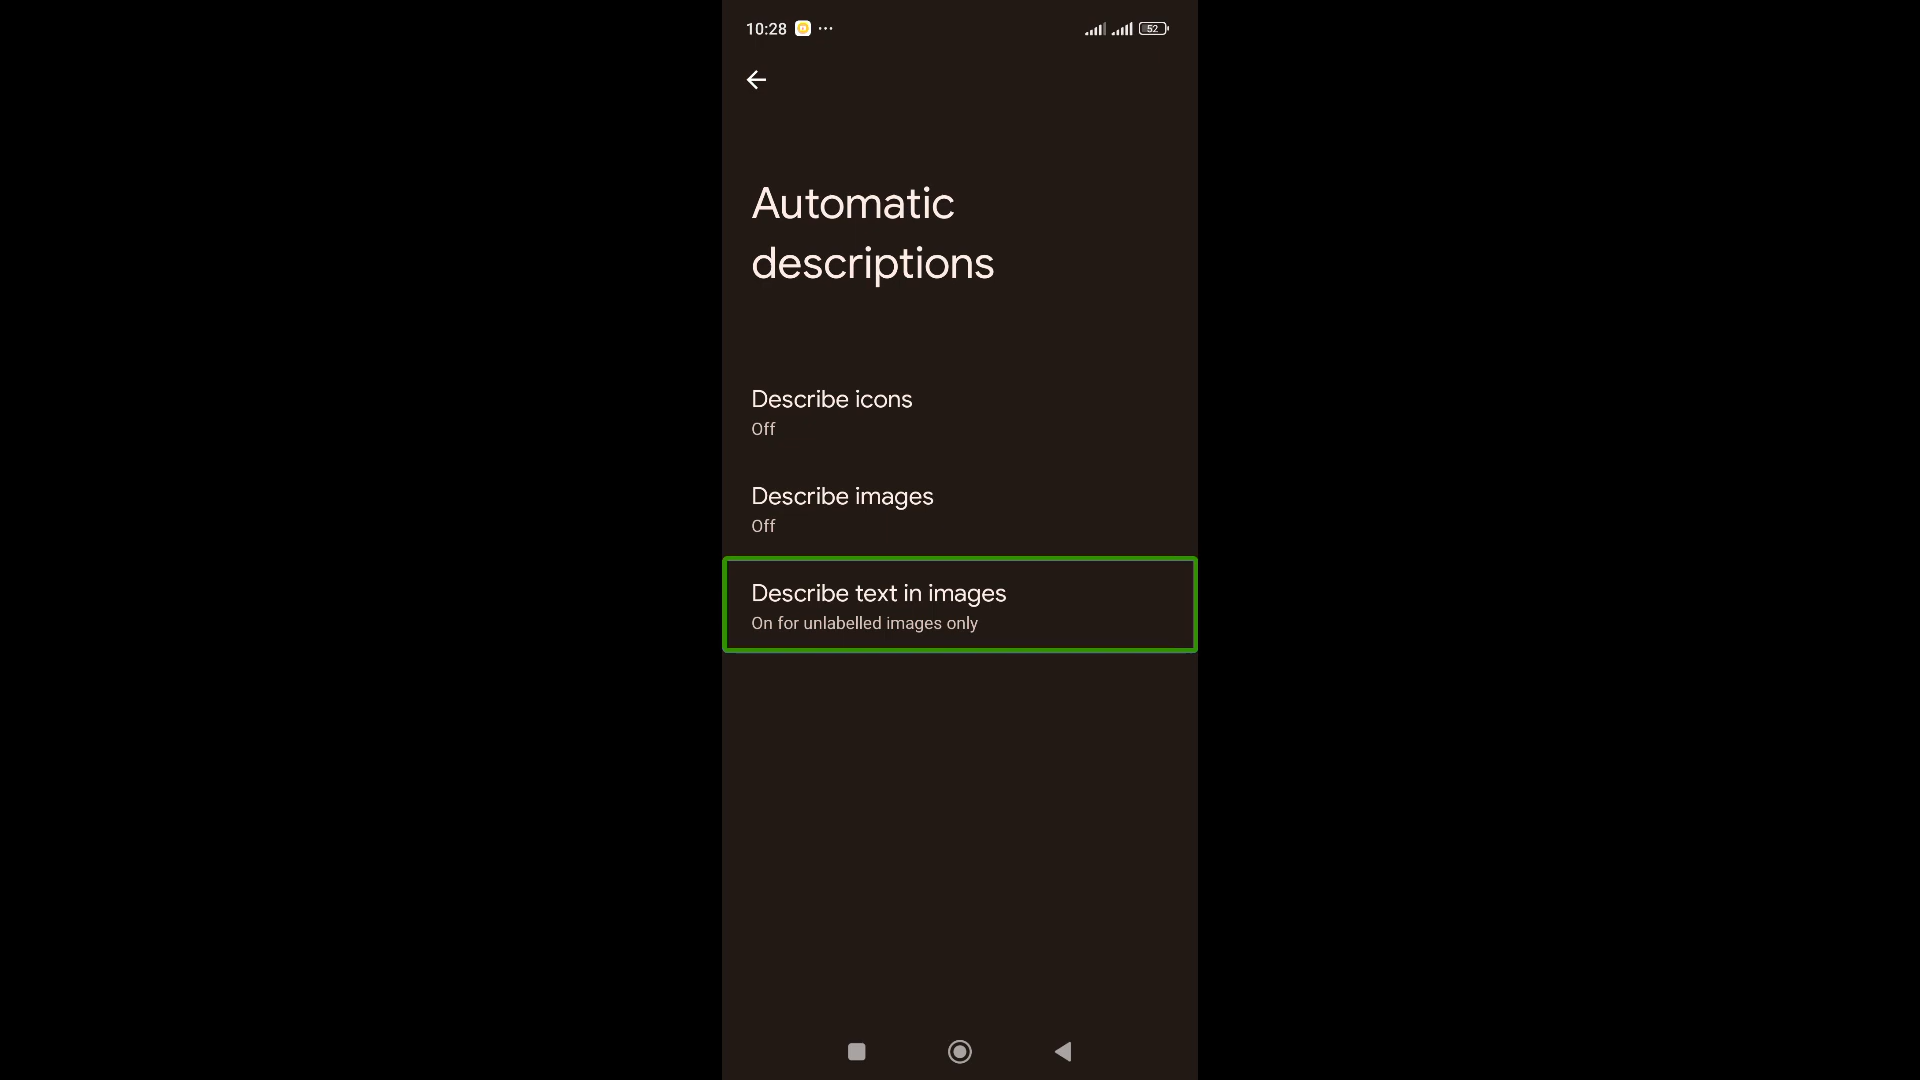 10:28
52
Automatic
descriptions
Describe icons
Off
Describe images
Off
Describe text in images
On for unlabelled images only